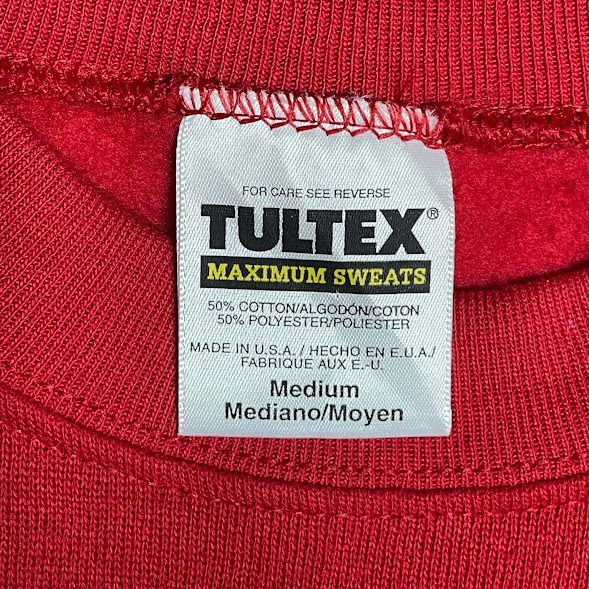 FOR CARE SEE REVERSE
TULTEX®
MAXIMUM SWEATS
50% COTTON/ALGODÓN/COTON
50% POLYESTER/POLIESTER
MADE IN U.S.A. / HECHO EN E.U.A./
FABRIQUE AUX E.-U.
Medium
Mediano/Moyen